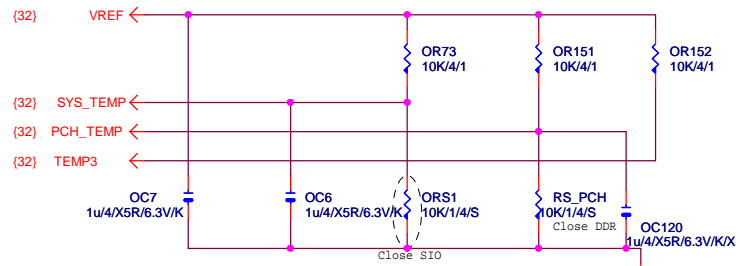 {32} VREF
OR73
10K/4/1
OR151
10K/4/1
OR152
10K/4/1
{32} SYS_TEMP
{32} PCH_TEMP
{32} TEMP3
OC7
1u/4/X5R/6.3V/K
OC6
1u/4/X5R/6.3V/K
ORS1
10K/1/4/S
RS_PCH
10K/1/4/S
Close DDR
OC120
1u/4/X5R/6.3V/K/X
Close SIO